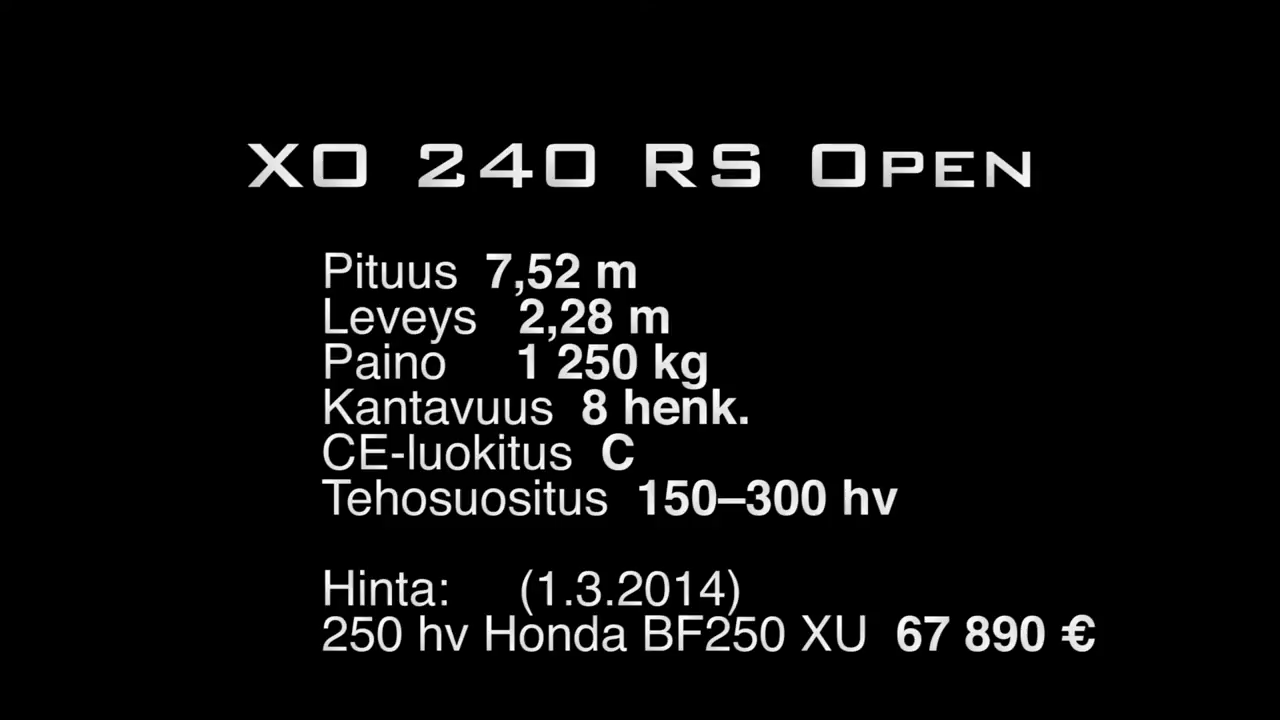 XO 240 RS OPEN
Pituus 7,52 m
Leveys 2,28 m
Paino 1 250 kg
Kantavuus 8 henk.
CE-luokitus C
Tehosuositus 150–300 hv
Hinta: (1.3.2014)
250 hv Honda BF250 XU 67 890 €